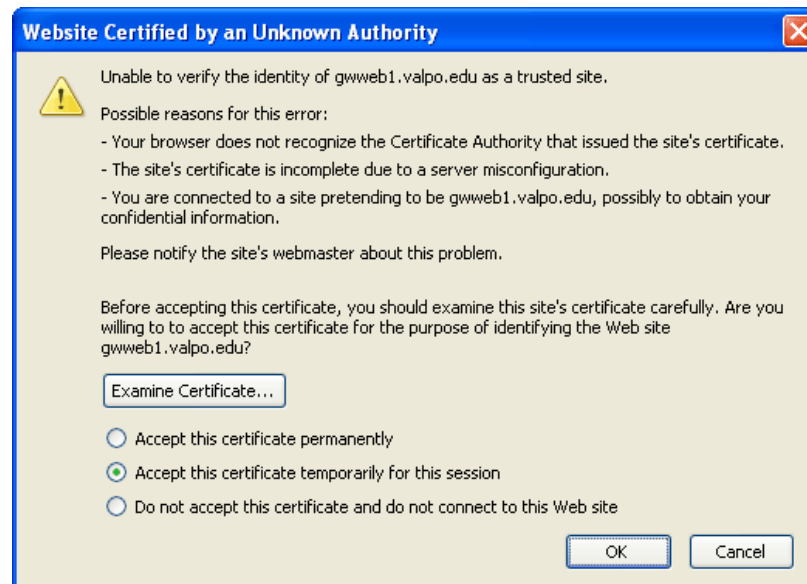 Website Certified by an Unknown Authority
Unable to verify the identity of gwweb1.valpo.edu as a trusted site.
Possible reasons for this error:
- Your browser does not recognize the Certificate Authority that issued the site's certificate.
- The site's certificate is incomplete due to a server misconfiguration.
- You are connected to a site pretending to be gwweb1.valpo.edu, possibly to obtain your
confidential information.
Please notify the site's webmaster about this problem.
Before accepting this certificate, you should examine this site's certificate carefully. Are you
willing to to accept this certificate for the purpose of identifying the Web site
gwweb1.valpo.edu?
Examine Certificate...
Accept this certificate permanently
Accept this certificate temporarily for this session
Do not accept this certificate and do not connect to this Web site
OK Cancel